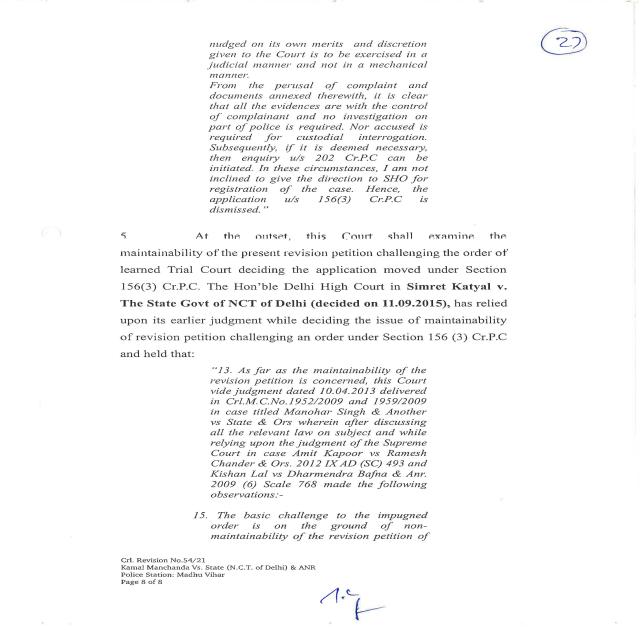 27
nudged on its own merits and discretion
given to the Court is to be exercised in a
judicial manner and not in a mechanical
manner.
From the perusal of complaint and
documents annexed therewith, it is clear
that all the evidences are with the control
of complainant and no investigation on
part of police is required. Nor accused is
required for custodial interrogation.
Subsequently, if it is deemed necessary,
then enquiry u/s 202 Cr.P.C can be
initiated. In these circumstances, I am not
inclined to give the direction to SHO for
registration of the case. Hence, the
application u/s 156(3) Cr.P.C is
dismissed."
5 At the outset, this Court shall examine the
maintainability of the present revision petition challenging the order of
learned Trial Court deciding the application moved under Section
156(3) Cr.P.C. The Hon'ble Delhi High Court in Simret Katyal v.
The State Govt of NCT of Delhi (decided on 11.09.2015), has relied
upon its earlier judgment while deciding the issue of maintainability
of revision petition challenging an order under Section 156 (3) Cr.P.C
and held that:
"13. As far as the maintainability of the
revision petition is concerned, this Court
vide judgment dated 10.04.2013 delivered
in Crl.M.C.No.1952/2009 and 1959/2009
in case titled Manohar Singh & Another
vs State & Ors wherein after discussing
all the relevant law on subject and while
relying upon the judgment of the Supreme
Court in case Amit Kapoor vs Ramesh
Chander & Ors. 2012 IX AD (SC) 493 and
Kishan Lal vs Dharmendra Bafna & Anr.
2009 (6) Scale 768 made the following
observations:-
15. The basic challenge to the impugned
order is on the ground of non-
maintainability of the revision petition of
Crl. Revision No.54/21
Kamal Manchanda Vs. State (N.C.T. of Delhi) & ANR
Police Station: Madhu Vihar
Page 8 of 8